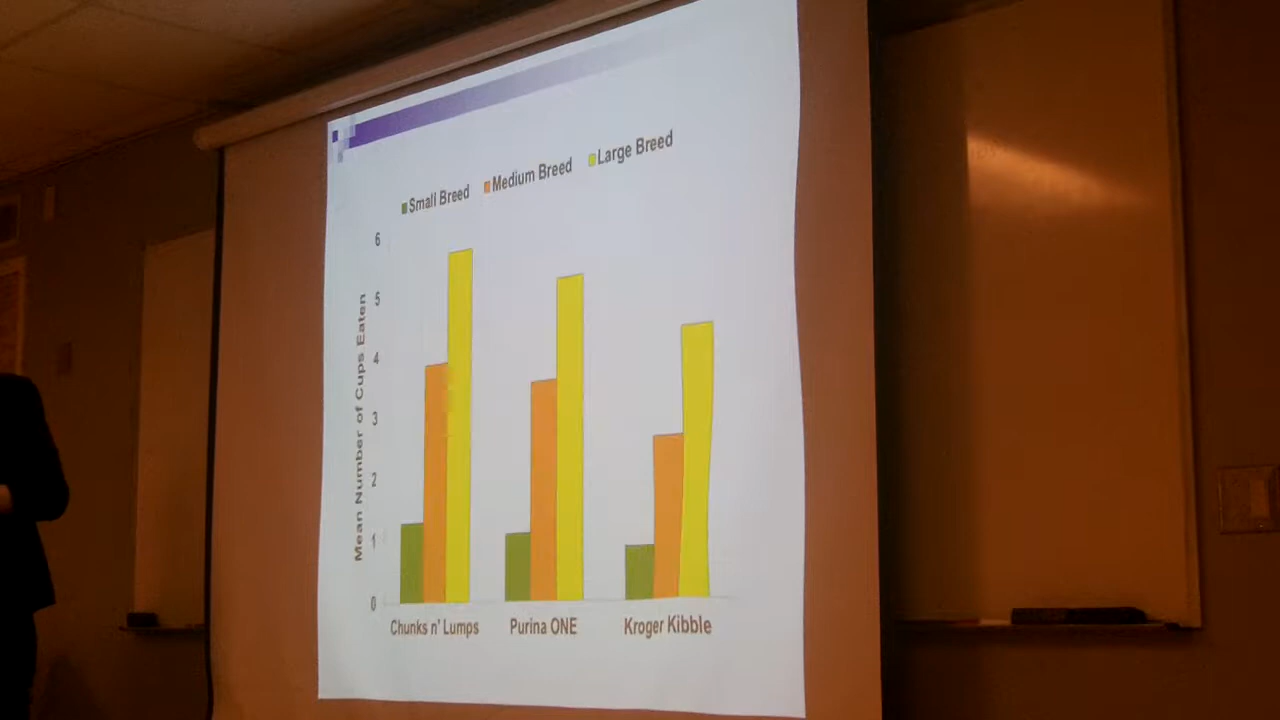 Small Breed Medium Breed Large Breed
6
5
4
3
2
1
0
Mean Number of Cups Eaten
Chunks n' Lumps Purina ONE Kroger Kibble